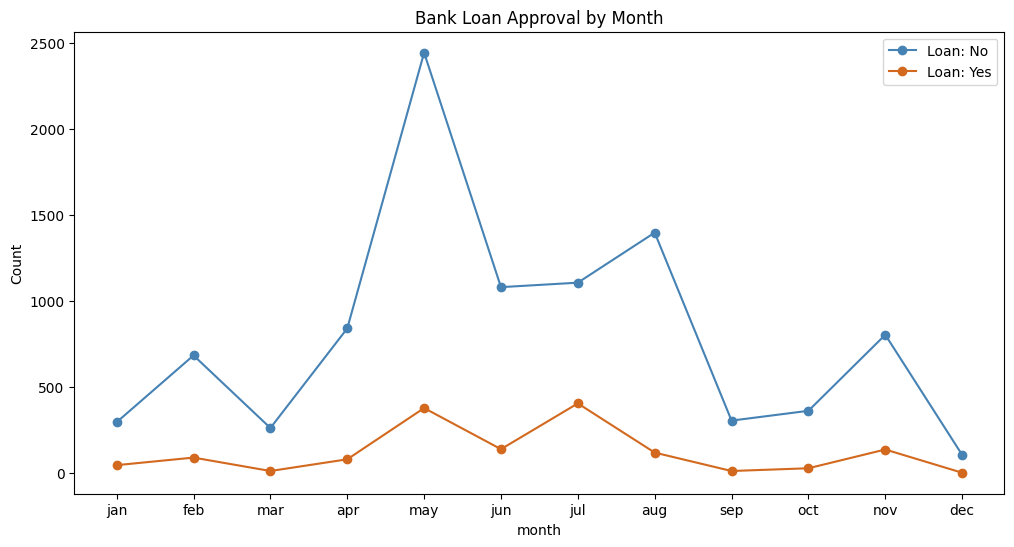 Bank Loan Approval by Month
Loan: No
Loan: Yes
2500
2000
1500
1000
500
0
Count
jan feb mar apr may jun jul aug sep oct nov dec
month